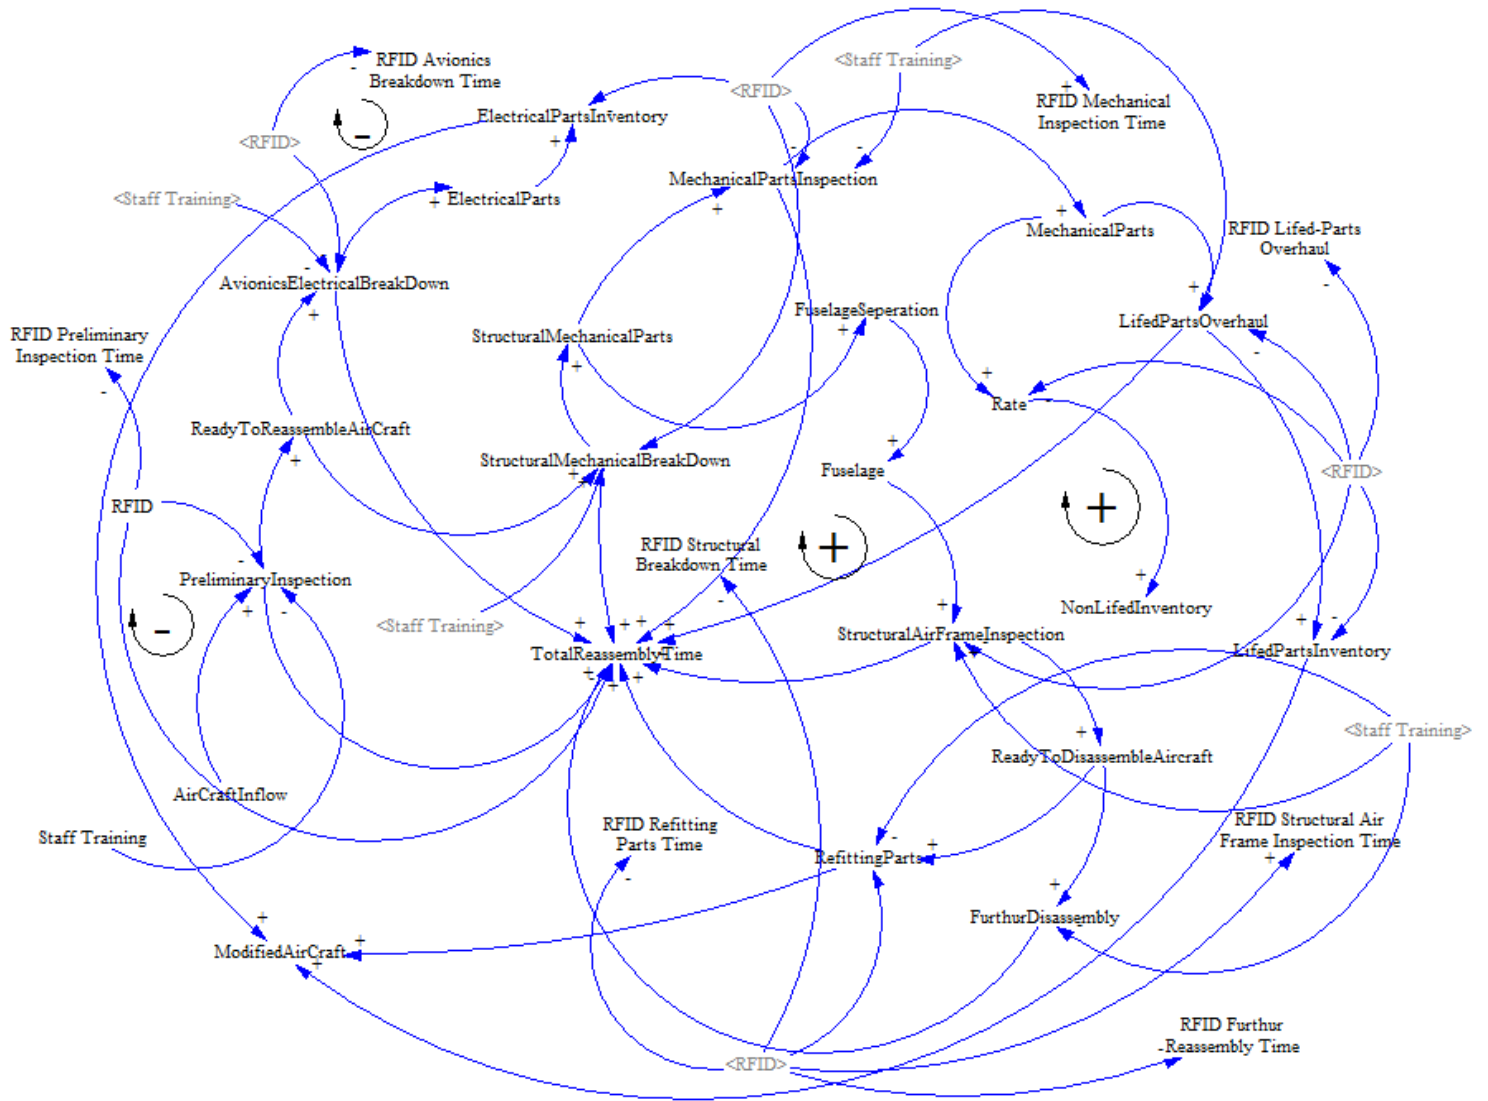 RFID Avionics
Breakdown Time
<RFID>
<Staff Training>
ElectricalPartsInventory
ElectricalParts
AvionicsElectricalBreakDown
<RFID>
<Staff Training>
RFID Mechanical
Inspection Time
MechanicalPartsInspection
MechanicalParts
RFID Lifed-Parts
Overhaul
LifedPartsOverhaul
FuselageSeperation
StructuralMechanicalParts
RFID Preliminary
Inspection Time
ReadyToReassembleAirCraft
Rate
StructuralMechanicalBreakDown
Fuselage
<RFID>
RFID
RFID Structural
Breakdown Time
PreliminaryInspection
NonLifedInventory
<Staff Training>
StructuralAirFrameInspection
TotalReassemblyTime
LifedPartsInventory
<Staff Training>
ReadyToDisassembleAircraft
AirCraftInflow
Staff Training
RFID Refitting
Parts Time
RFID Structural Air
Frame Inspection Time
RefittingParts
FurthurDisassembly
ModifiedAirCraft
RFID Furthur
Reassembly Time
<RFID>